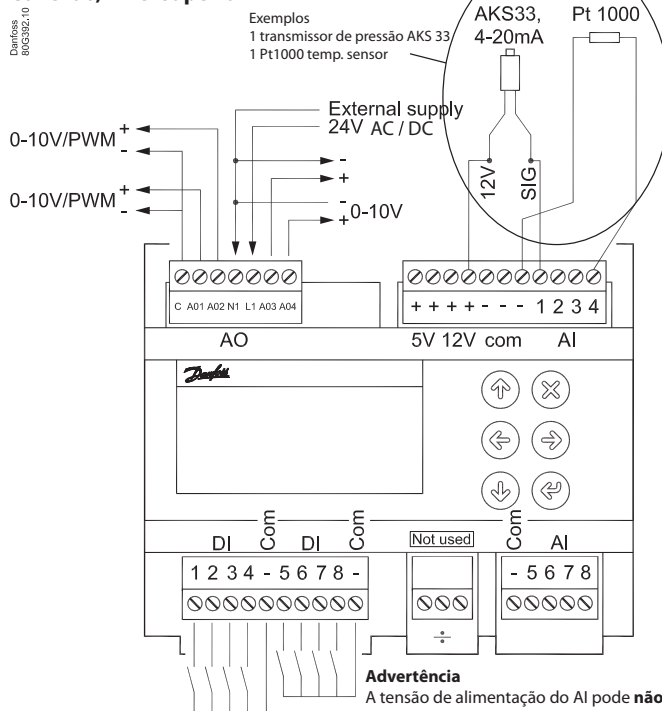 Danfoss
80G392.10
Exemplos
1 transmissor de pressão AKS 33
1 Pt1000 temp. sensor
AKS33,
4-20mA
Pt 1000
12V
SIG
External supply
24V AC / DC
0-10V/PWM + -
0-10V/PWM + -
- +
- + 0-10V
C A01 A02 N1 L1 A03 A04
+ + + + - - - 1 2 3 4
AO
5V 12V com AI
Danfoss
DI Com DI Com
Not used
Com AI
1 2 3 4 - 5 6 7 8 -
- 5 6 7 8
÷
Advertência
A tensão de alimentação do AI pode não